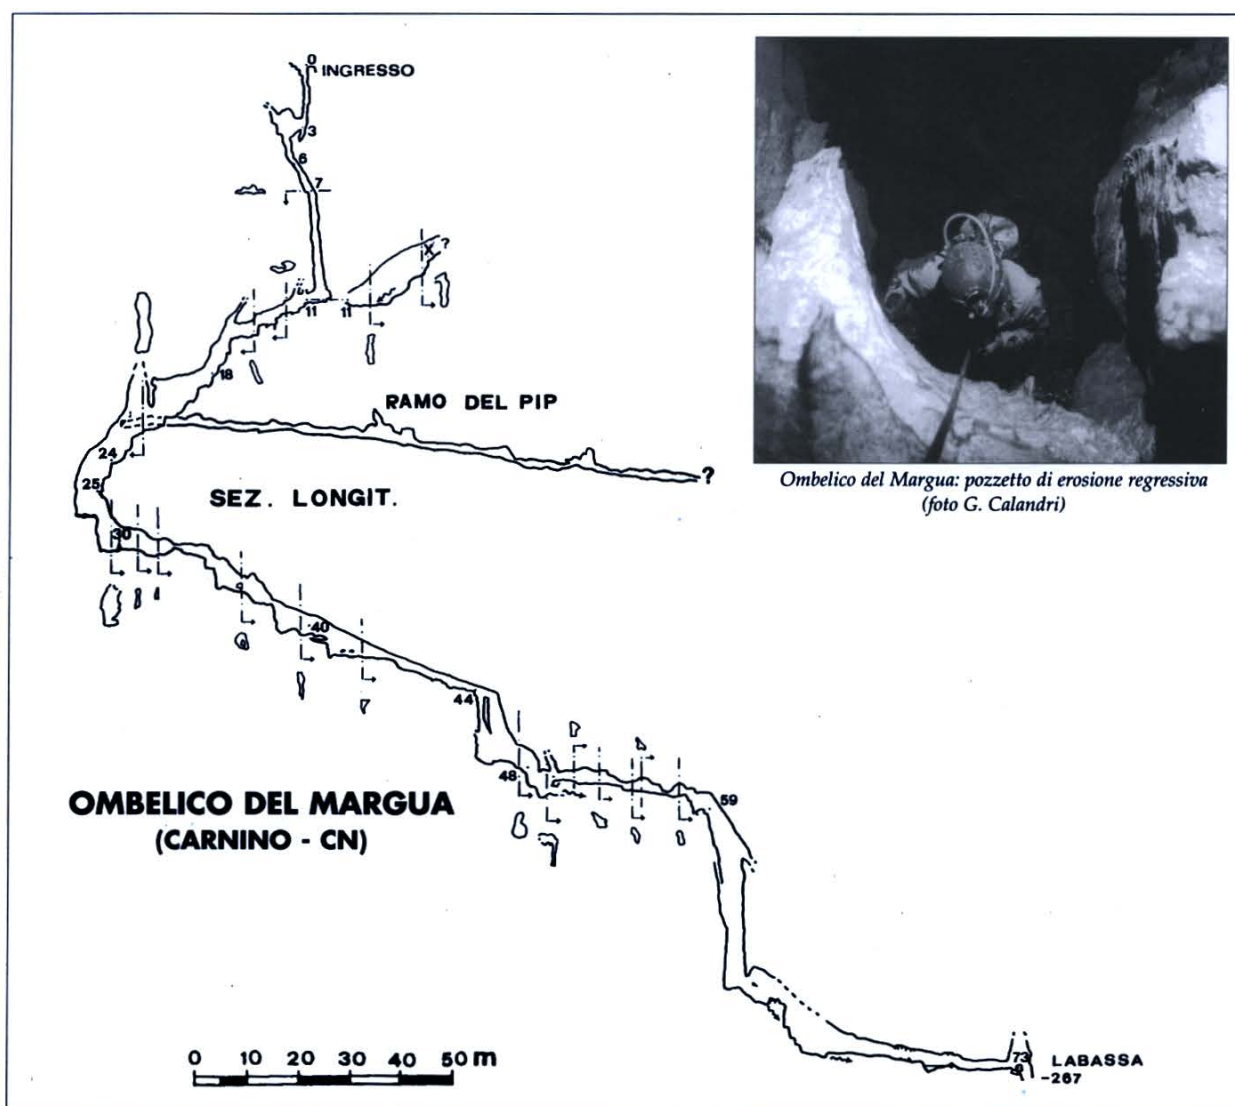 0
INGRESSO
3
6
7
?
11 11
18
RAMO DEL PIP
?
24
25
SEZ. LONGIT.
30
40
44
48
59
OMBELICO DEL MARGUA
(CARNINO - CN)
0 10 20 30 40 50 m
73
LABASSA
-267
Ombelico del Margua: pozzetto di erosione regressiva
(foto G. Calandri)